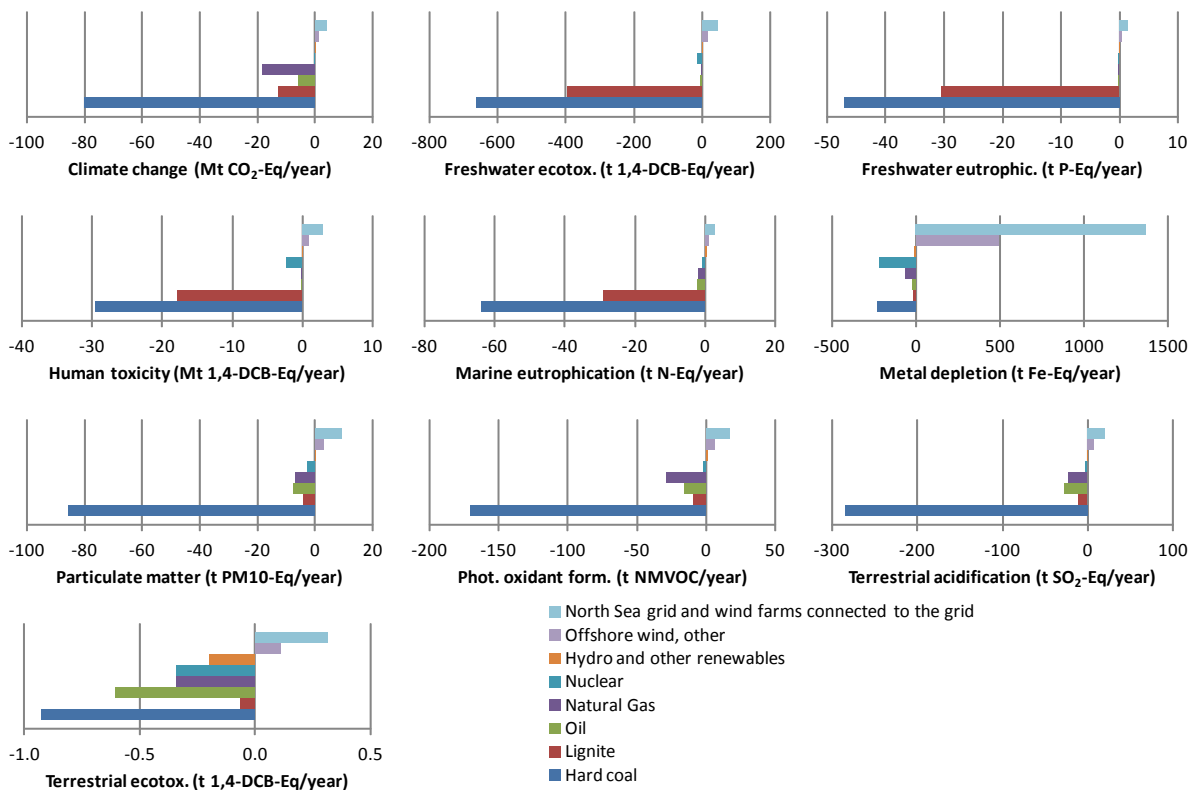 -100 -80 -60 -40 -20 0 20
Climate change (Mt CO₂-Eq/year)
-800 -600 -400 -200 0 200
Freshwater ecotox. (t 1,4-DCB-Eq/year)
-50 -40 -30 -20 -10 0 10
Freshwater eutrophic. (t P-Eq/year)
-40 -30 -20 -10 0 10
Human toxicity (Mt 1,4-DCB-Eq/year)
-40 -80 -60 -40 -20 0 20
Marine eutrophication (t N-Eq/year)
-500 0 500 1000 1500
Metal depletion (t Fe-Eq/year)
-100 -80 -60 -40 -20 0 20
Particulate matter (t PM10-Eq/year)
-200 -150 -100 -50 0 50
Phot. oxidant form. (t NMVOC/year)
-300 -200 -100 0 100
Terrestrial acidification (t SO₂-Eq/year)
-1.0 -0.5 0.0 0.5
Terrestrial ecotox. (t 1,4-DCB-Eq/year)
North Sea grid and wind farms connected to the grid
Offshore wind, other
Hydro and other renewables
Nuclear
Natural Gas
Oil
Lignite
Hard coal